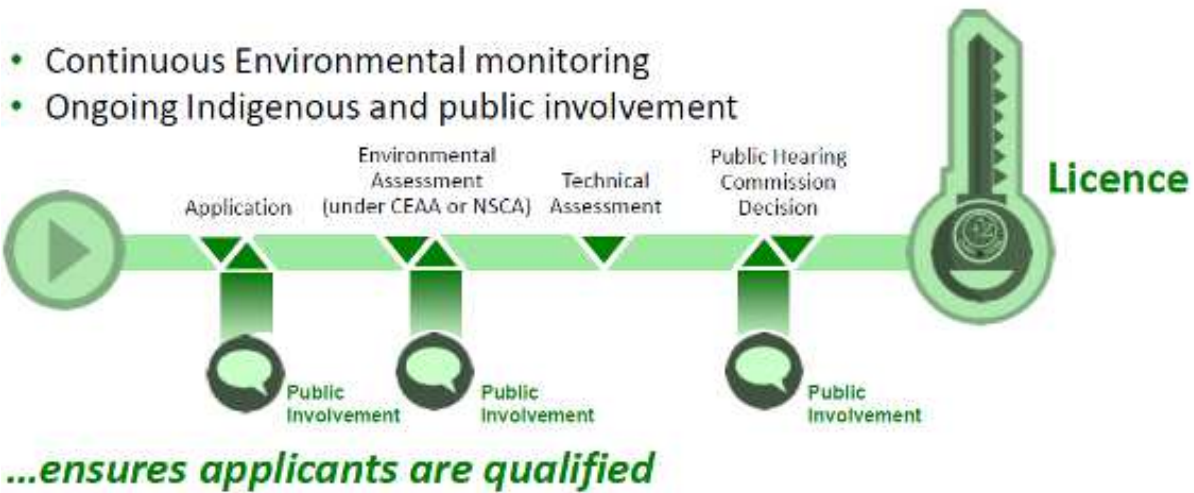 • Continuous Environmental monitoring
• Ongoing Indigenous and public involvement
Application
Environmental
Assessment
(under CEAA or NSCA)
Technical
Assessment
Public Hearing
Commission
Decision
Licence
Public
Involvement
Public
Involvement
Public
Involvement
...ensures applicants are qualified